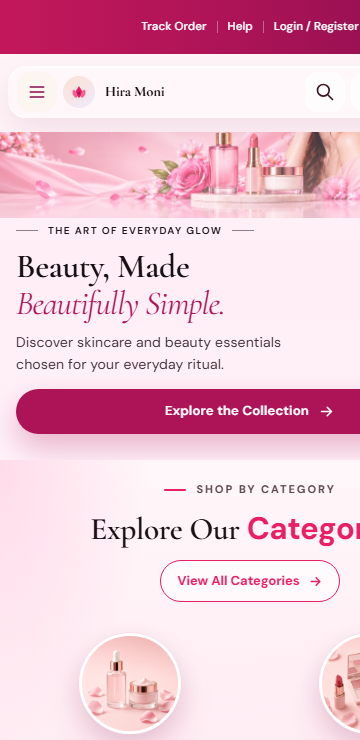 Track Order | Help | Login / Register
Hira Moni
THE ART OF EVERYDAY GLOW
Beauty, Made
Beautifully Simple.
Discover skincare and beauty essentials
chosen for your everyday ritual.
Explore the Collection →
SHOP BY CATEGORY
Explore Our Categor
View All Categories →